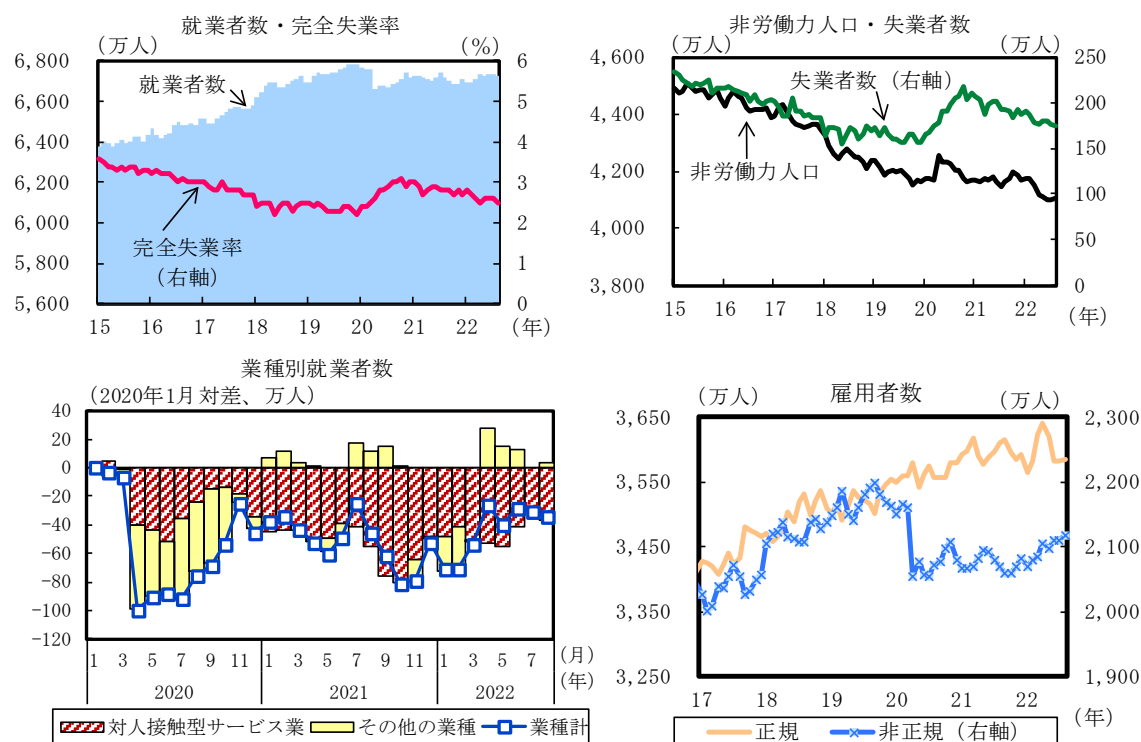 就業者数・完全失業率
（万人）
（%）
6,800
6,600
6,400
6,200
6,000
5,800
5,600
6
5
4
3
2
1
0
就業者数
完全失業率
（右軸）
15 16 17 18 19 20 21 22
（年）
非労働力人口・失業者数
（万人）
（万人）
4,600
4,400
4,200
4,000
3,800
250
200
150
100
50
0
失業者数（右軸）
非労働力人口
15 16 17 18 19 20 21 22
（年）
業種別就業者数
（2020年1月対差、万人）
40
20
0
-20
-40
-60
-80
-100
-120
1 3 5 7 9 11 1 3 5 7 9 11 1 3 5 7
（月）
2020 2021 2022
（年）
対人接触型サービス業 その他の業種 業種計
雇用者数
（万人）
（万人）
3,650
3,550
3,450
3,350
3,250
2,300
2,200
2,100
2,000
1,900
17 18 19 20 21 22
（年）
正規 非正規（右軸）